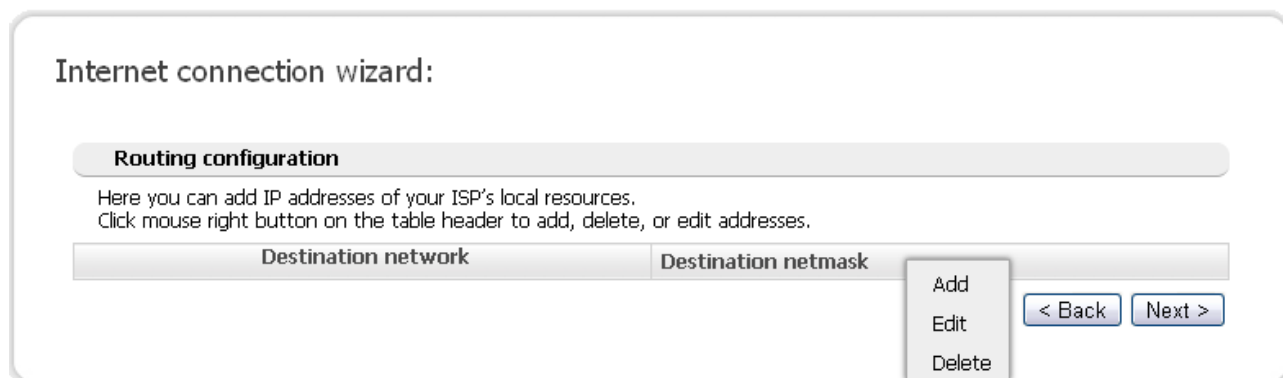 Internet connection wizard:
Routing configuration
Here you can add IP addresses of your ISP's local resources.
Click mouse right button on the table header to add, delete, or edit addresses.
Destination network Destination netmask
Add
< Back Next >
Edit
Delete